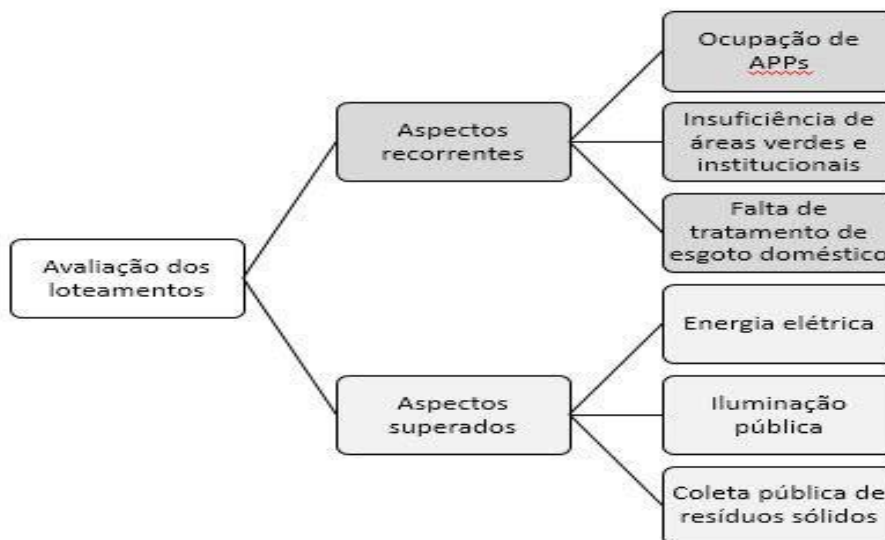 Avaliação dos
loteamentos
Aspectos
recorrentes
Ocupação de
APPs
Insuficiência de
áreas verdes e
institucionais
Falta de
tratamento de
esgoto doméstico
Aspectos
superados
Energia elétrica
Iluminação
pública
Coleta pública de
resíduos sólidos